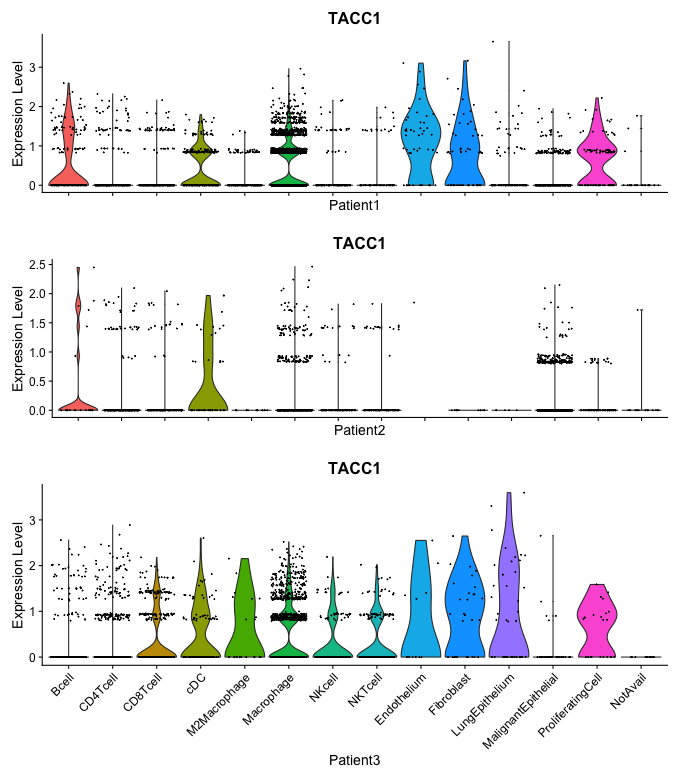 TACC1
Expression Level
3
2
1
0
Patient1
TACC1
Expression Level
2.5
2.0
1.5
1.0
0.5
0.0
Patient2
TACC1
Expression Level
3
2
1
0
Bcell
CD4Tcell
CD8Tcell
cDC
M2Macrophage
Macrophage
NKcell
NKTcell
Endothelium
Fibroblast
LungEpithelium
MalignantEpithelial
ProliferatingCell
NotAvail
Patient3